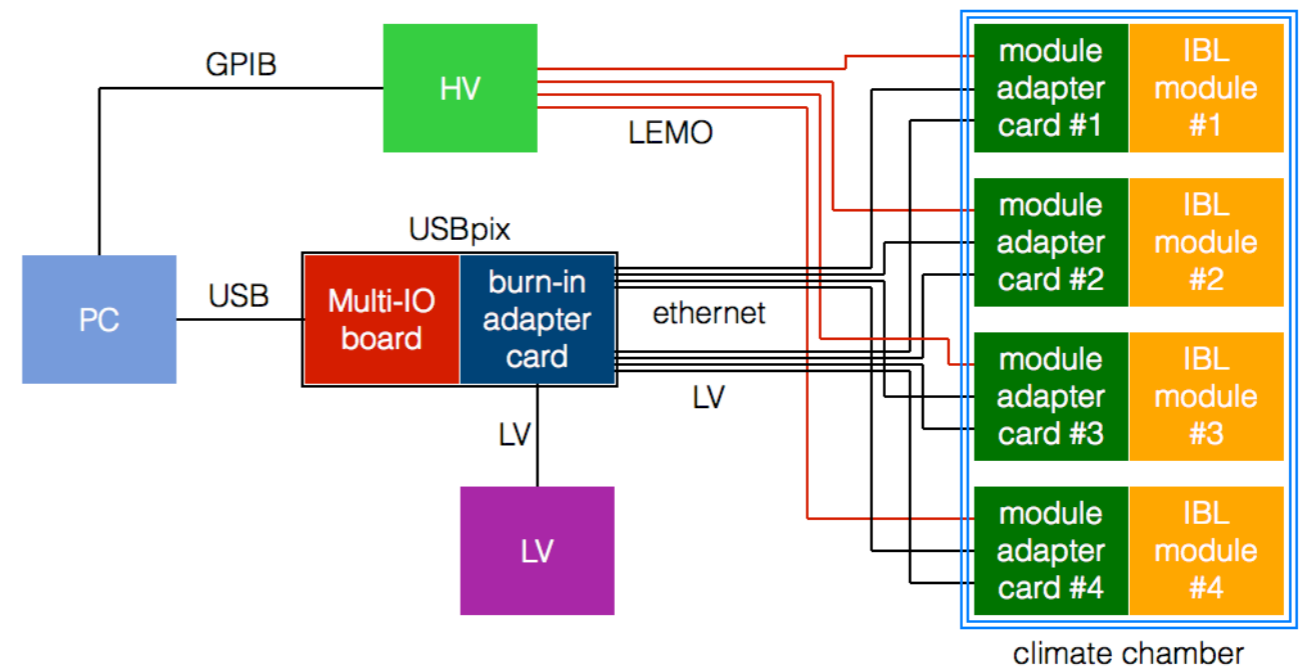 GPIB
HV
LEMO
USBpix
PC
USB
Multi-IO
board
burn-in
adapter
card
ethernet
LV
LV
LV
module
adapter
card #1
IBL
module
#1
module
adapter
card #2
IBL
module
#2
module
adapter
card #3
IBL
module
#3
module
adapter
card #4
IBL
module
#4
climate chamber